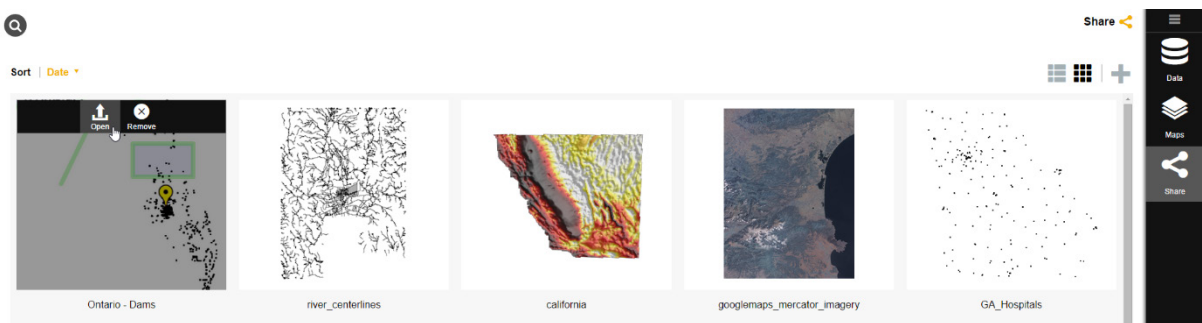 Share
Sort | Date
Open Remove
Ontario - Dams
river_centerlines
california
googlemaps_mercator_imagery
GA_Hospitals
Data
Maps
Share